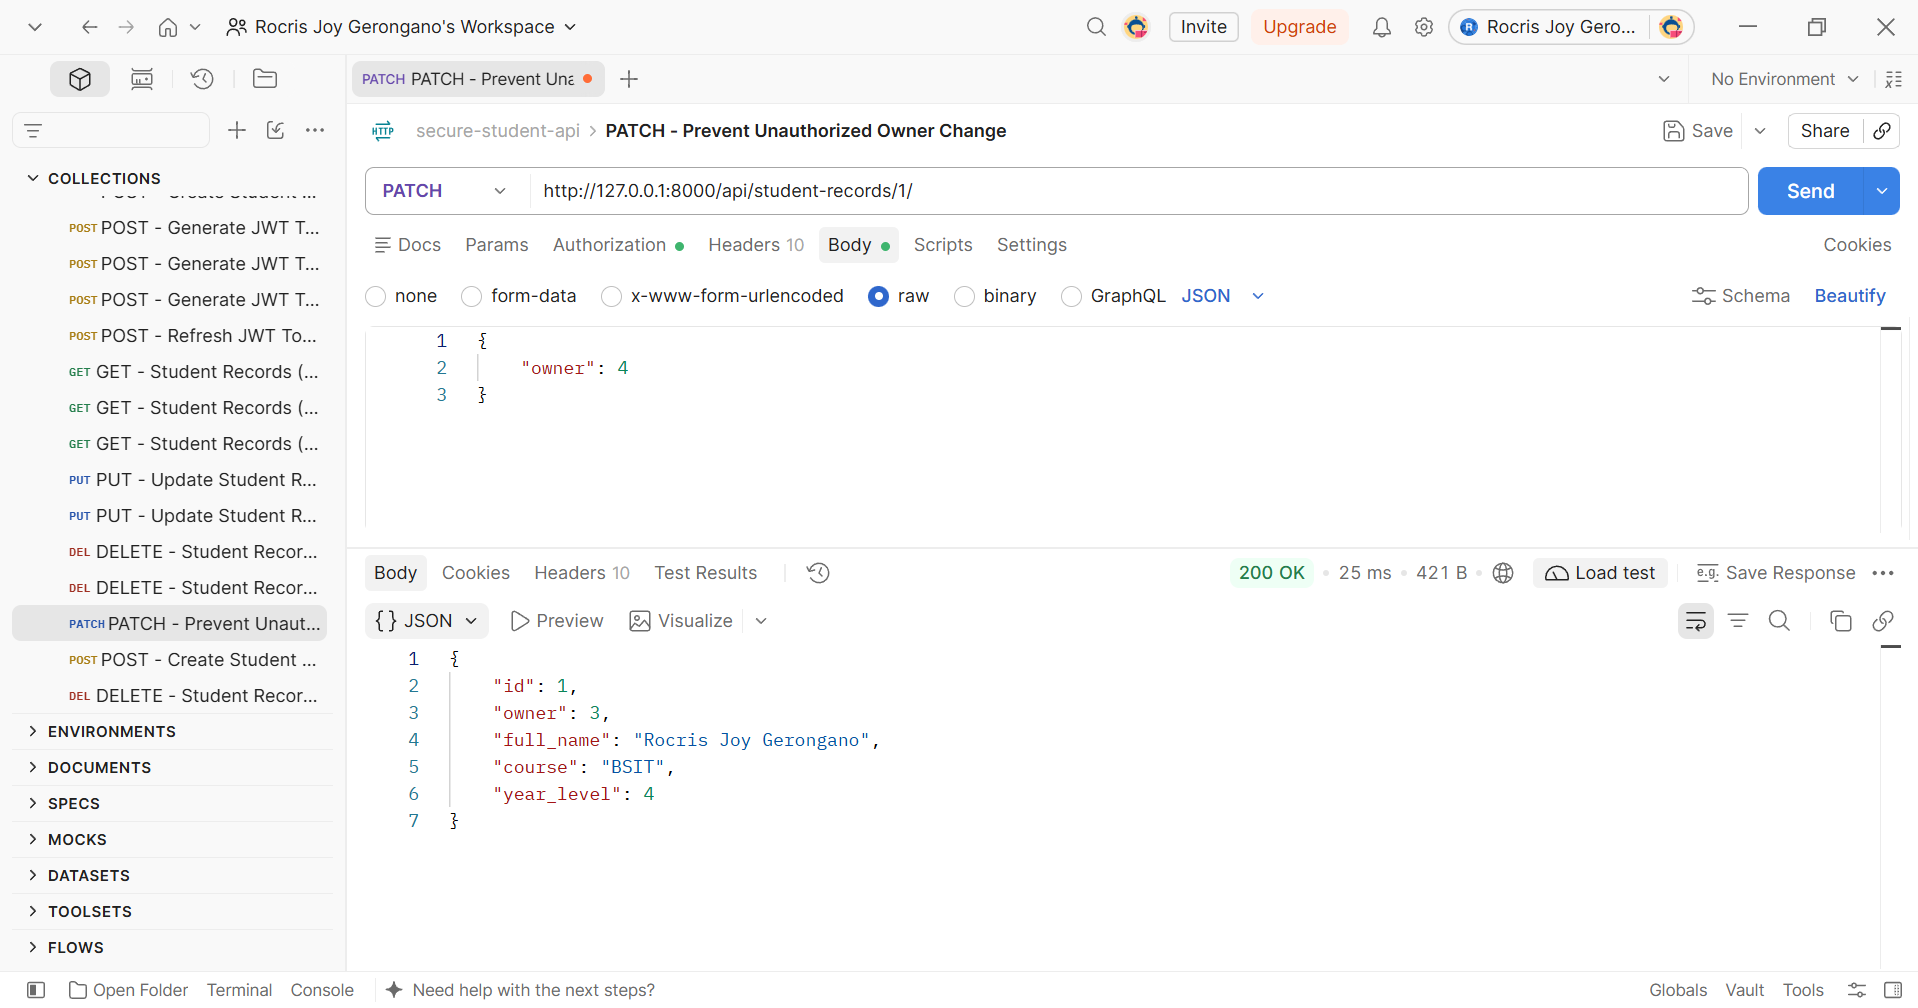 Rocris Joy Gerongano's Workspace
Invite
Upgrade
R
Rocris Joy Gero...
PATCH PATCH - Prevent Una
No Environment
HTTP secure-student-api > PATCH - Prevent Unauthorized Owner Change
Save
Share
COLLECTIONS
POST - Create Student ...
POST POST - Generate JWT T...
POST POST - Generate JWT T...
POST POST - Generate JWT T...
POST POST - Refresh JWT To...
GET GET - Student Records (...
GET GET - Student Records (...
GET GET - Student Records (...
PUT PUT - Update Student R...
PUT PUT - Update Student R...
DEL DELETE - Student Recor...
DEL DELETE - Student Recor...
PATCH PATCH - Prevent Unaut...
POST POST - Create Student ...
DEL DELETE - Student Recor...
ENVIRONMENTS
DOCUMENTS
SPECS
MOCKS
DATASETS
TOOLSETS
FLOWS
PATCH
http://127.0.0.1:8000/api/student-records/1/
Send
Docs Params Authorization Headers 10 Body Scripts Settings
Cookies
none form-data x-www-form-urlencoded raw binary GraphQL JSON
Schema Beautify
1 {
2 "owner": 4
3 }
Body Cookies Headers 10 Test Results
200 OK • 25 ms • 421 B
Load test
e.g. Save Response
{} JSON Preview Visualize
1 {
2 "id": 1,
3 "owner": 3,
4 "full_name": "Rocris Joy Gerongano",
5 "course": "BSIT",
6 "year_level": 4
7 }
Open Folder Terminal Console Need help with the next steps?
Globals Vault Tools